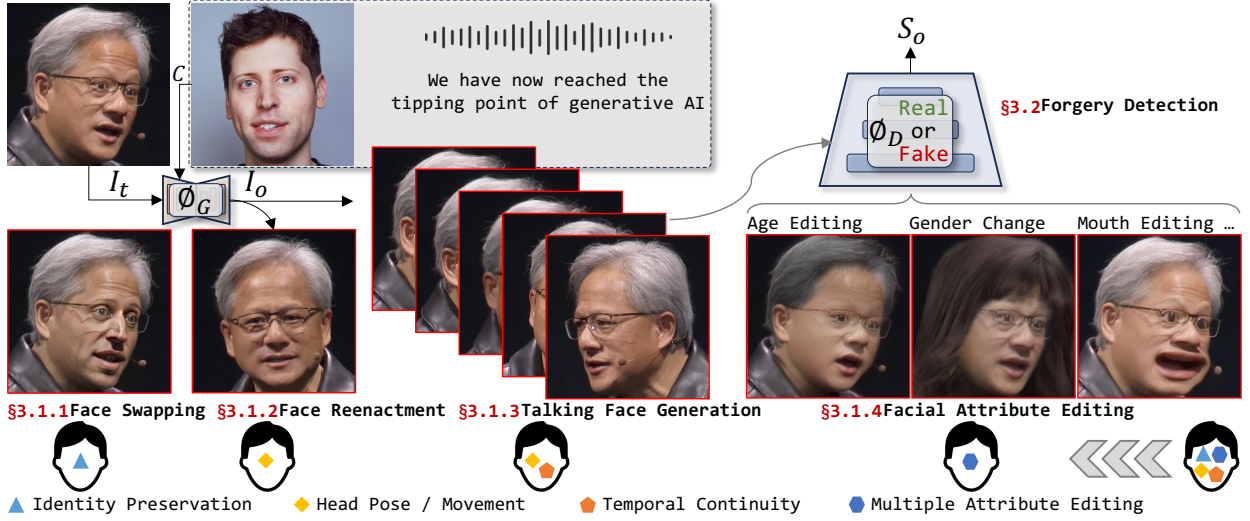 C
We have now reached the
tipping point of generative AI
S_o
Real
∅_D or
Fake
§3.2Forgery Detection
I_t
∅_G
I_o
Age Editing
Gender Change
Mouth Editing …
§3.1.1Face Swapping
§3.1.2Face Reenactment
§3.1.3Talking Face Generation
§3.1.4Facial Attribute Editing
Identity Preservation
Head Pose / Movement
Temporal Continuity
Multiple Attribute Editing